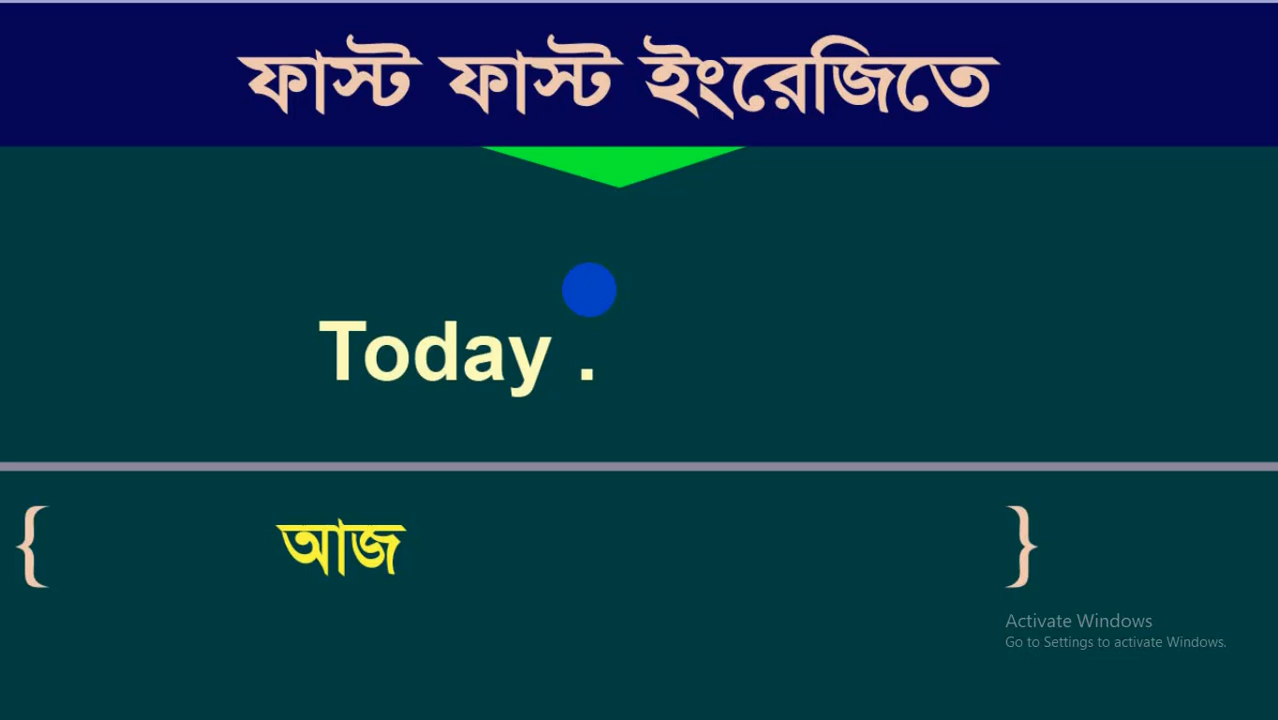 ফাস্ট ফাস্ট ইংরেজিতে
Today .
{ আজ }
Activate Windows
Go to Settings to activate Windows.